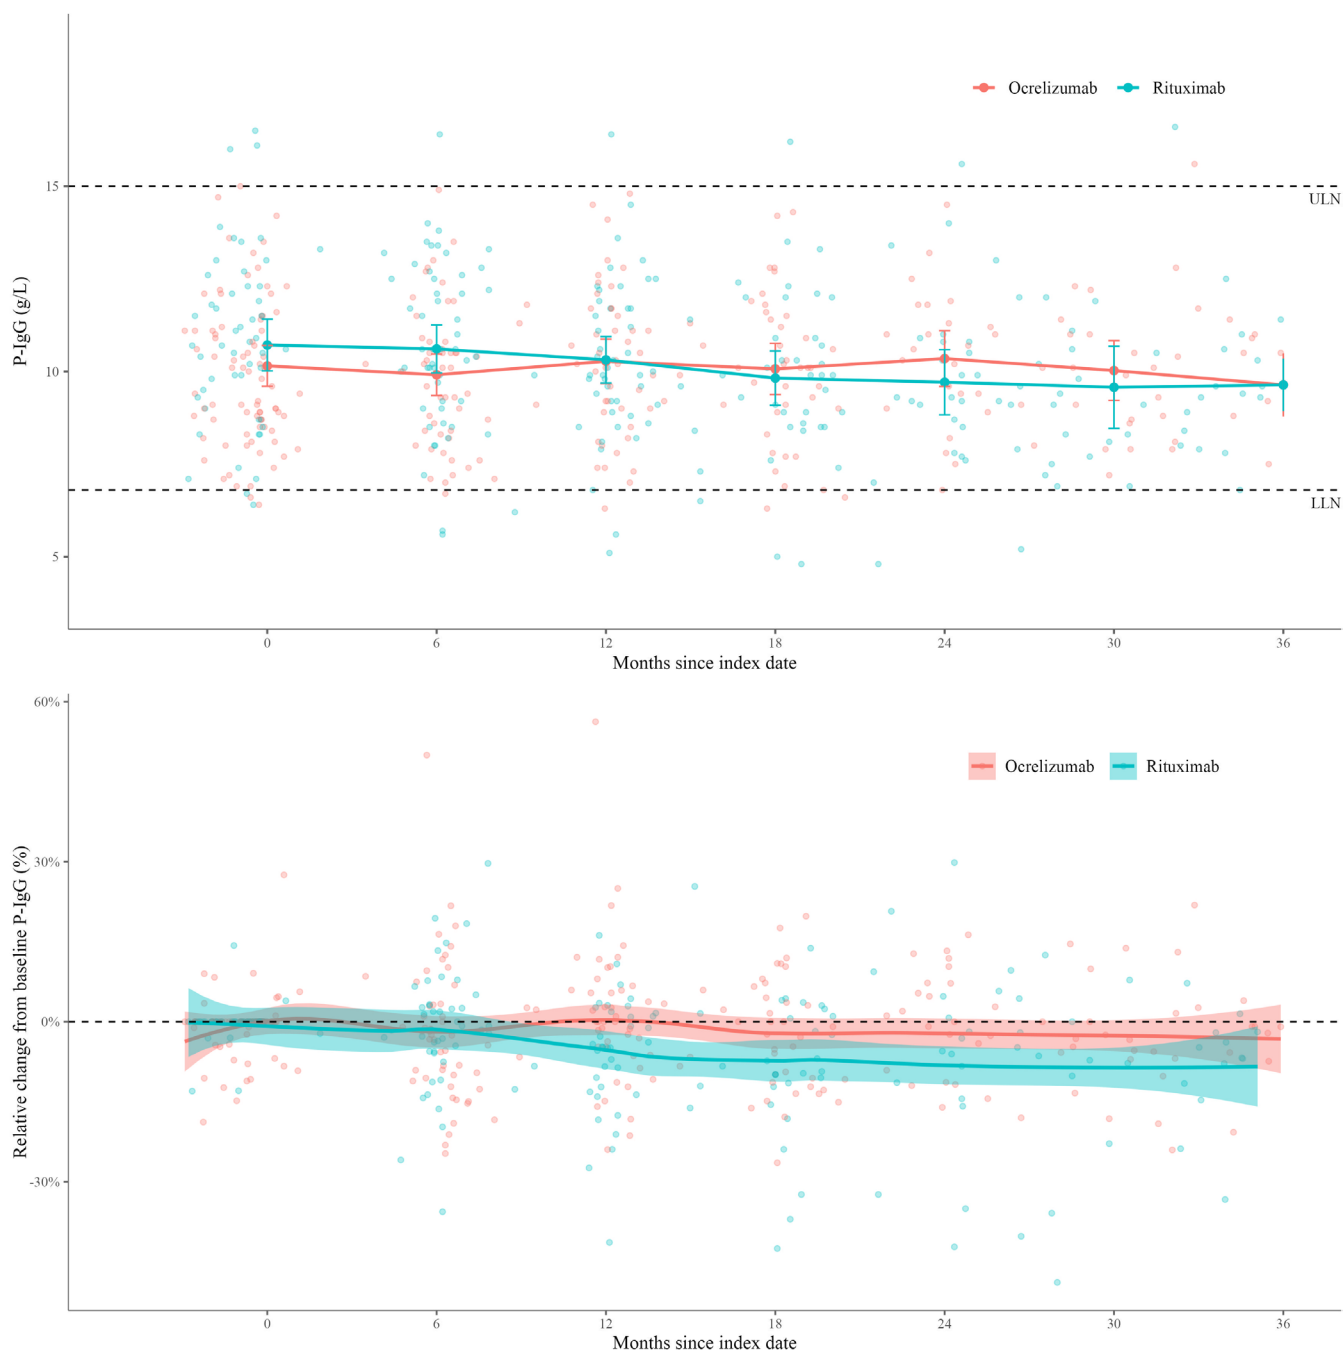 Ocrelizumab Rituximab
15
ULN
P-IgG (g/L)
10
LLN
5
0 6 12 18 24 30 36
Months since index date
60%
Ocrelizumab Rituximab
30%
Relative change from baseline P-IgG (%)
0%
-30%
0 6 12 18 24 30 36
Months since index date